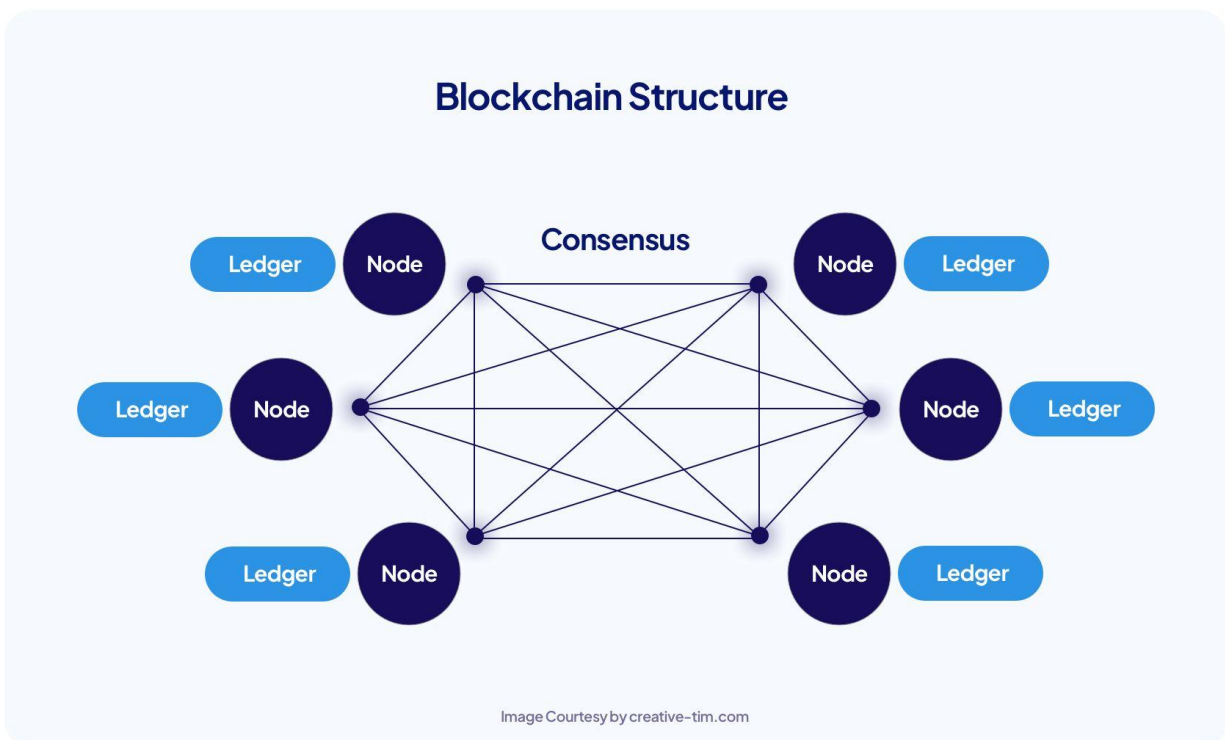 Blockchain Structure
Consensus
Ledger Node Node Ledger
Ledger Node Node Ledger
Ledger Node Node Ledger
Image Courtesy by creative-tim.com